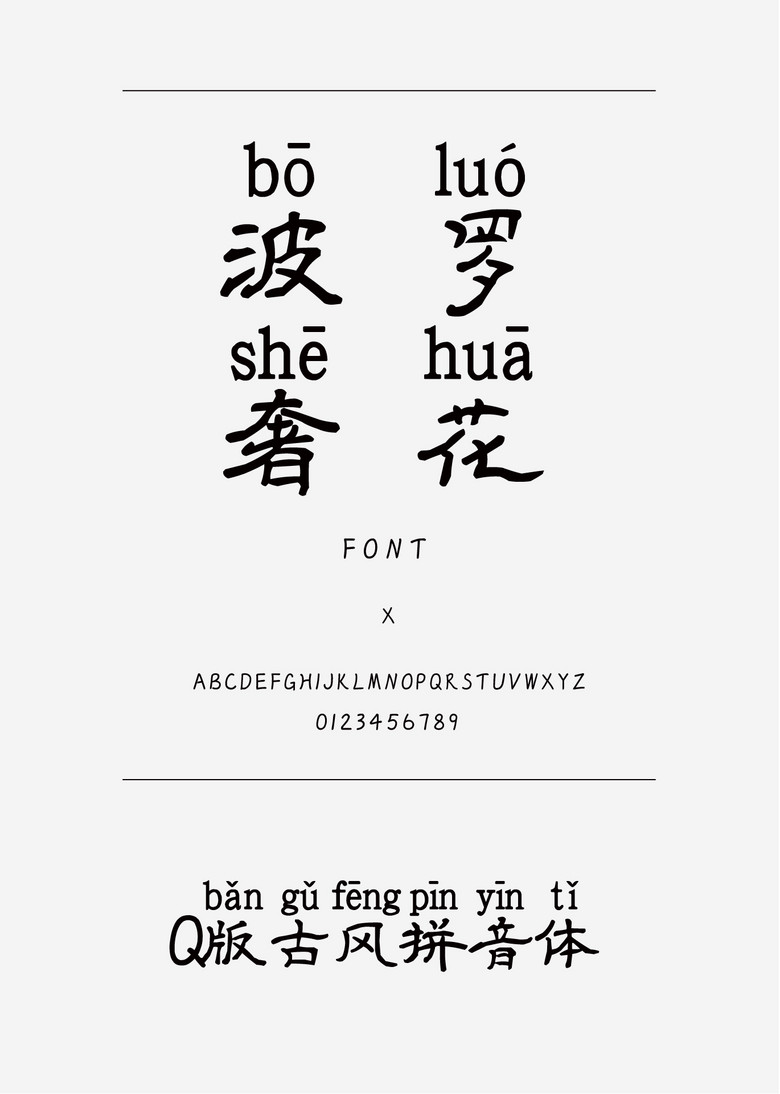 bō luó
波罗
shē huā
奢花
FONT
X
ABCDEFGHIJKLMNOPQRSTUVWXYZ
0123456789
bǎn gǔ fēng pīn yīn tǐ
Q版古风拼音体